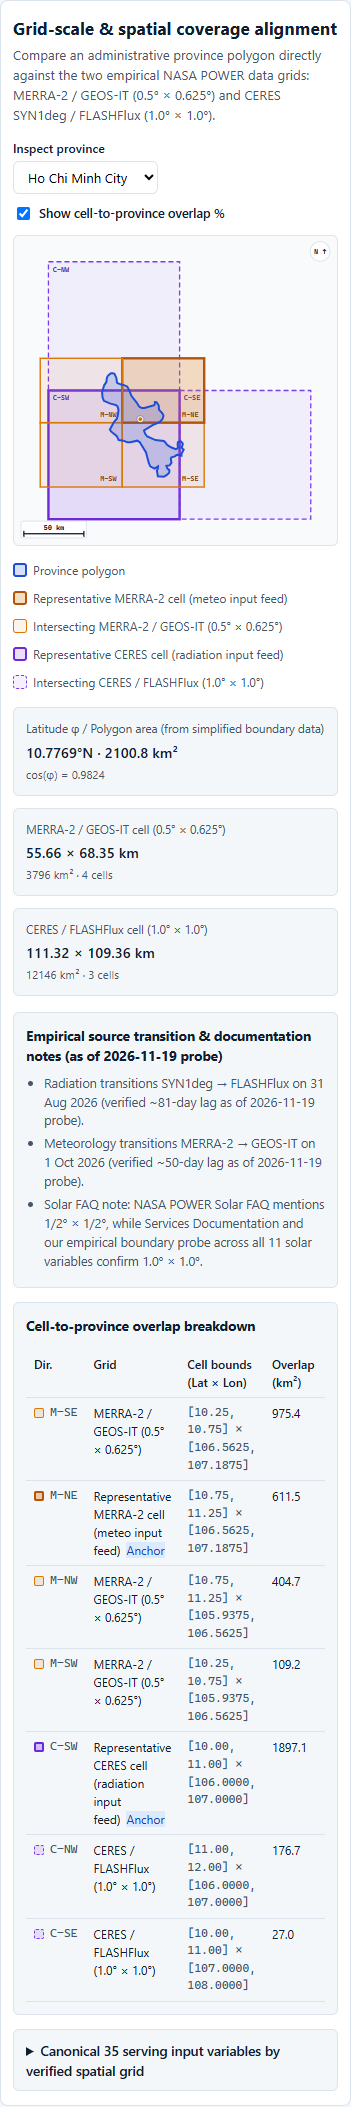 Grid-scale & spatial coverage alignment
Compare an administrative province polygon directly
against the two empirical NASA POWER data grids:
MERRA-2 / GEOS-IT (0.5° × 0.625°) and CERES
SYN1deg / FLASHFlux (1.0° × 1.0°).
Inspect province
Ho Chi Minh City
Show cell-to-province overlap %
N ↑
C-NW
C-SW
C-SE
M-NW
M-NE
M-SW
M-SE
50 km
Province polygon
Representative MERRA-2 cell (meteo input feed)
Intersecting MERRA-2 / GEOS-IT (0.5° × 0.625°)
Representative CERES cell (radiation input feed)
Intersecting CERES / FLASHFlux (1.0° × 1.0°)
Latitude φ / Polygon area (from simplified boundary data)
10.7769°N · 2100.8 km²
cos(φ) = 0.9824
MERRA-2 / GEOS-IT cell (0.5° × 0.625°)
55.66 × 68.35 km
3796 km² · 4 cells
CERES / FLASHFlux cell (1.0° × 1.0°)
111.32 × 109.36 km
12146 km² · 3 cells
Empirical source transition & documentation
notes (as of 2026-11-19 probe)
• Radiation transitions SYN1deg → FLASHFlux on 31
Aug 2026 (verified ~81-day lag as of 2026-11-19
probe).
• Meteorology transitions MERRA-2 → GEOS-IT on
1 Oct 2026 (verified ~50-day lag as of 2026-11-19
probe).
• Solar FAQ note: NASA POWER Solar FAQ mentions
1/2° × 1/2°, while Services Documentation and
our empirical boundary probe across all 11 solar
variables confirm 1.0° × 1.0°.
Cell-to-province overlap breakdown
Dir. Grid Cell bounds Overlap
(Lat × Lon) (km²)
M-SE MERRA-2 / [10.25, 975.4
GEOS-IT (0.5° 10.75] ×
× 0.625°) [106.5625,
107.1875]
M-NE Representative [10.75, 611.5
MERRA-2 cell 11.25] ×
(meteo input [106.5625,
feed) Anchor 107.1875]
M-NW MERRA-2 / [10.75, 404.7
GEOS-IT (0.5° 11.25] ×
× 0.625°) [105.9375,
106.5625]
M-SW MERRA-2 / [10.25, 109.2
GEOS-IT (0.5° 10.75] ×
× 0.625°) [105.9375,
106.5625]
C-SW Representative [10.00, 1897.1
CERES cell 11.00] ×
(radiation [106.0000,
input 107.0000]
feed) Anchor
C-NW CERES / [11.00, 176.7
FLASHFlux 12.00] ×
(1.0° × 1.0°) [106.0000,
107.0000]
C-SE CERES / [10.00, 27.0
FLASHFlux 11.00] ×
(1.0° × 1.0°) [107.0000,
108.0000]
▶ Canonical 35 serving input variables by
verified spatial grid